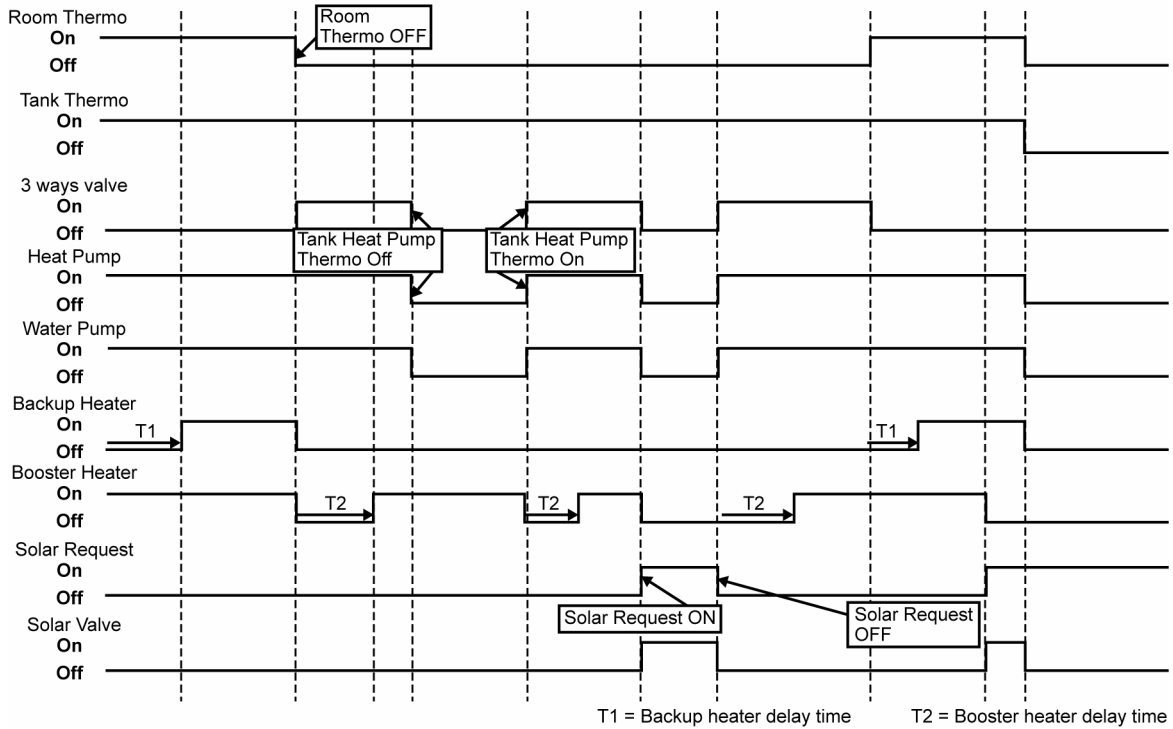 Room Thermo
On
Off
Room
Thermo OFF
Tank Thermo
On
Off
3 ways valve
On
Off
Tank Heat Pump
Thermo Off
Tank Heat Pump
Thermo On
Heat Pump
On
Off
Water Pump
On
Off
Backup Heater
On
Off
T1
T1
Booster Heater
On
Off
T2
T2
T2
Solar Request
On
Off
Solar Request ON
Solar Request
OFF
Solar Valve
On
Off
T1 = Backup heater delay time
T2 = Booster heater delay time